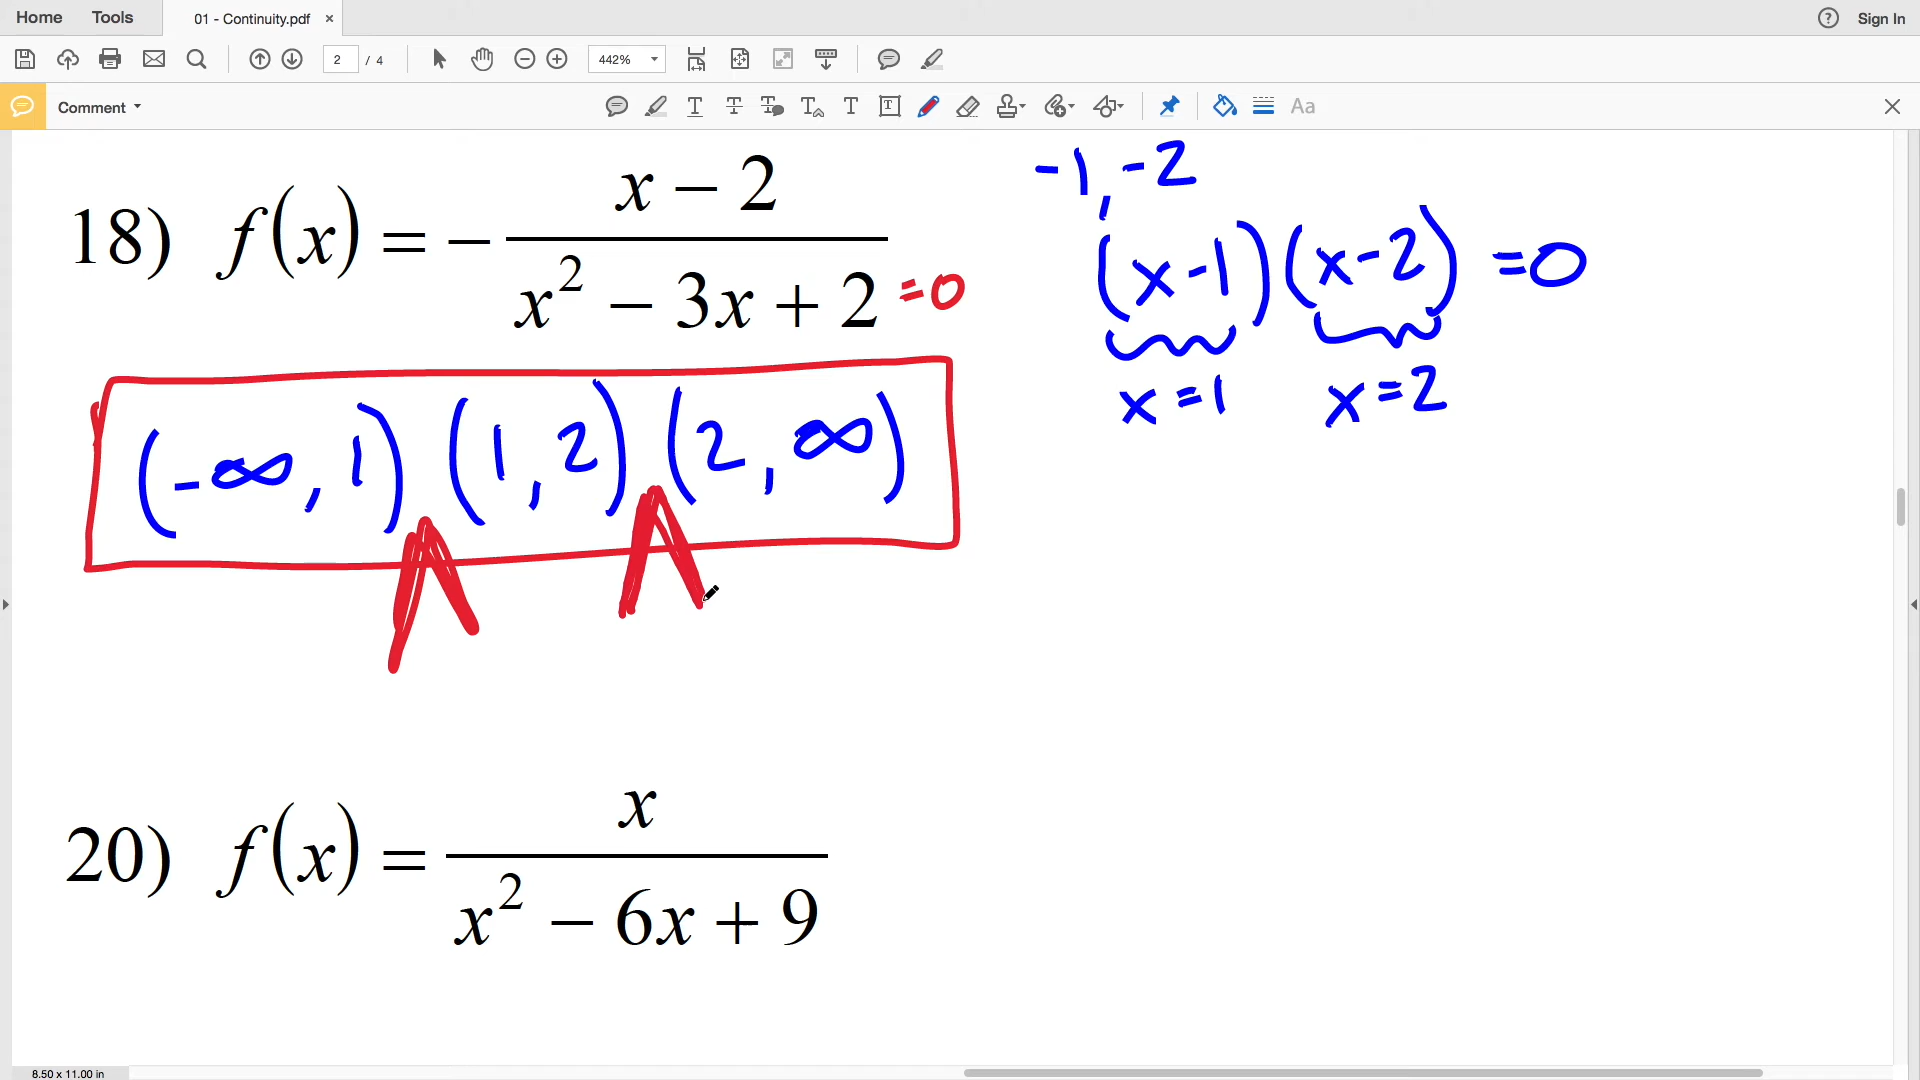 Home Tools 01 - Continuity.pdf × ? Sign In
2 / 4 442%
Comment Aa
-1, -2
18) f(x) = - (x - 2) / (x² - 3x + 2) =0
(x-1)(x-2) =0
x=1 x=2
(-∞, 1) (1, 2) (2, ∞)
20) f(x) = x / (x² - 6x + 9)
8.50 x 11.00 in